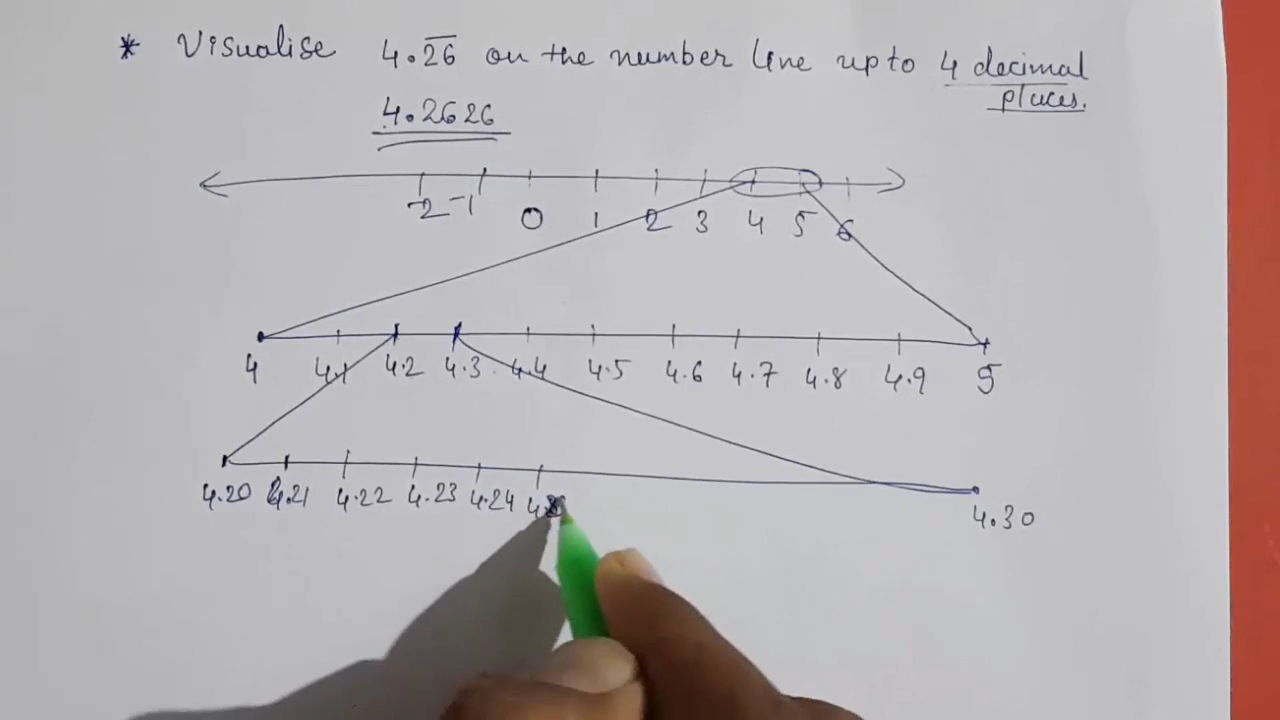 * Visualise 4.2̅6̅ on the number line up to 4 decimal
places.
4.2626
-2 -1 0 1 2 3 4 5 6
4 4.1 4.2 4.3 4.4 4.5 4.6 4.7 4.8 4.9 5
4.20 4.21 4.22 4.23 4.24 4.30